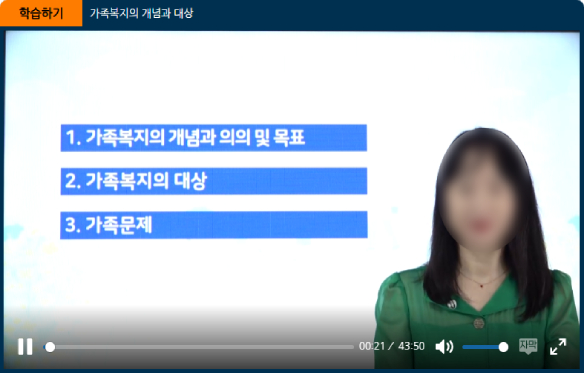 학습하기 가족복지의 개념과 대상
1. 가족복지의 개념과 의의 및 목표
2. 가족복지의 대상
3. 가족문제
00:21 / 43:50 자막